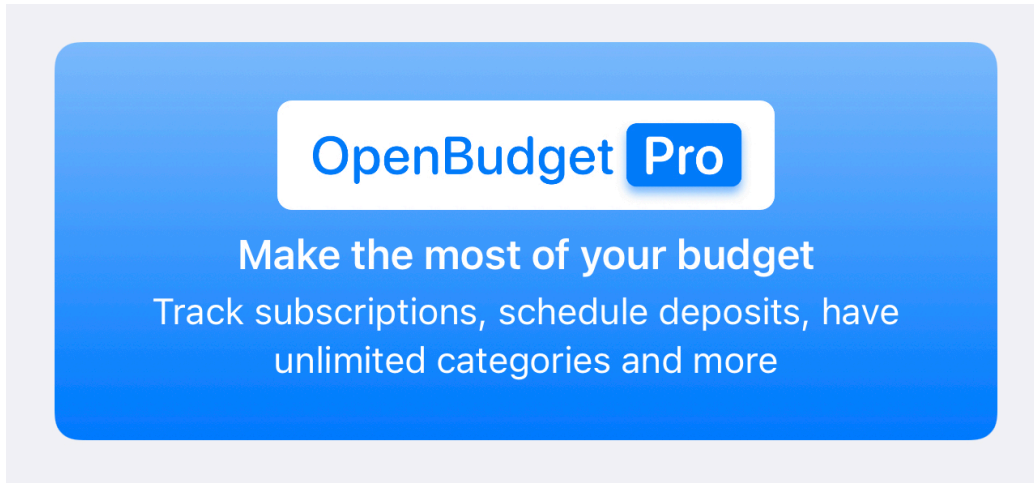 OpenBudget Pro
Make the most of your budget
Track subscriptions, schedule deposits, have
unlimited categories and more